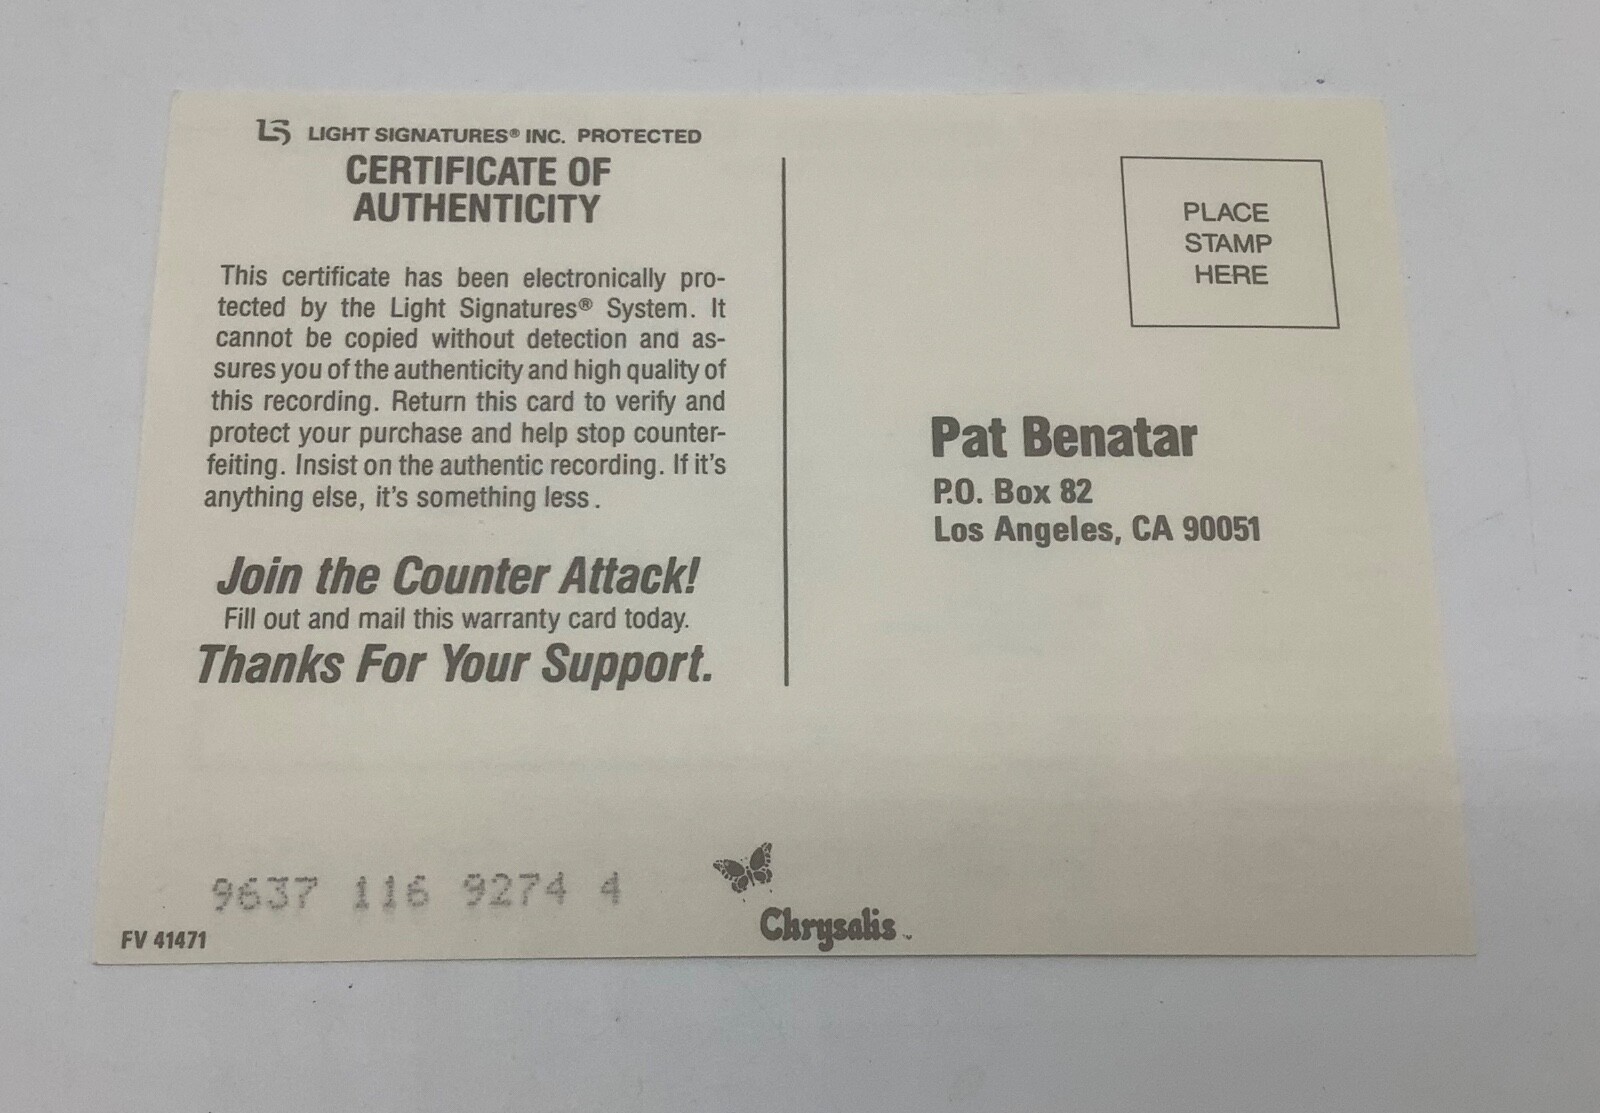 LS LIGHT SIGNATURES® INC. PROTECTED
CERTIFICATE OF
AUTHENTICITY
This certificate has been electronically pro-
tected by the Light Signatures® System. It
cannot be copied without detection and as-
sures you of the authenticity and high quality of
this recording. Return this card to verify and
protect your purchase and help stop counter-
feiting. Insist on the authentic recording. If it's
anything else, it's something less.
Join the Counter Attack!
Fill out and mail this warranty card today.
Thanks For Your Support.
9637 116 9274 4
FV 41471
PLACE
STAMP
HERE
Pat Benatar
P.O. Box 82
Los Angeles, CA 90051
Chrysalis